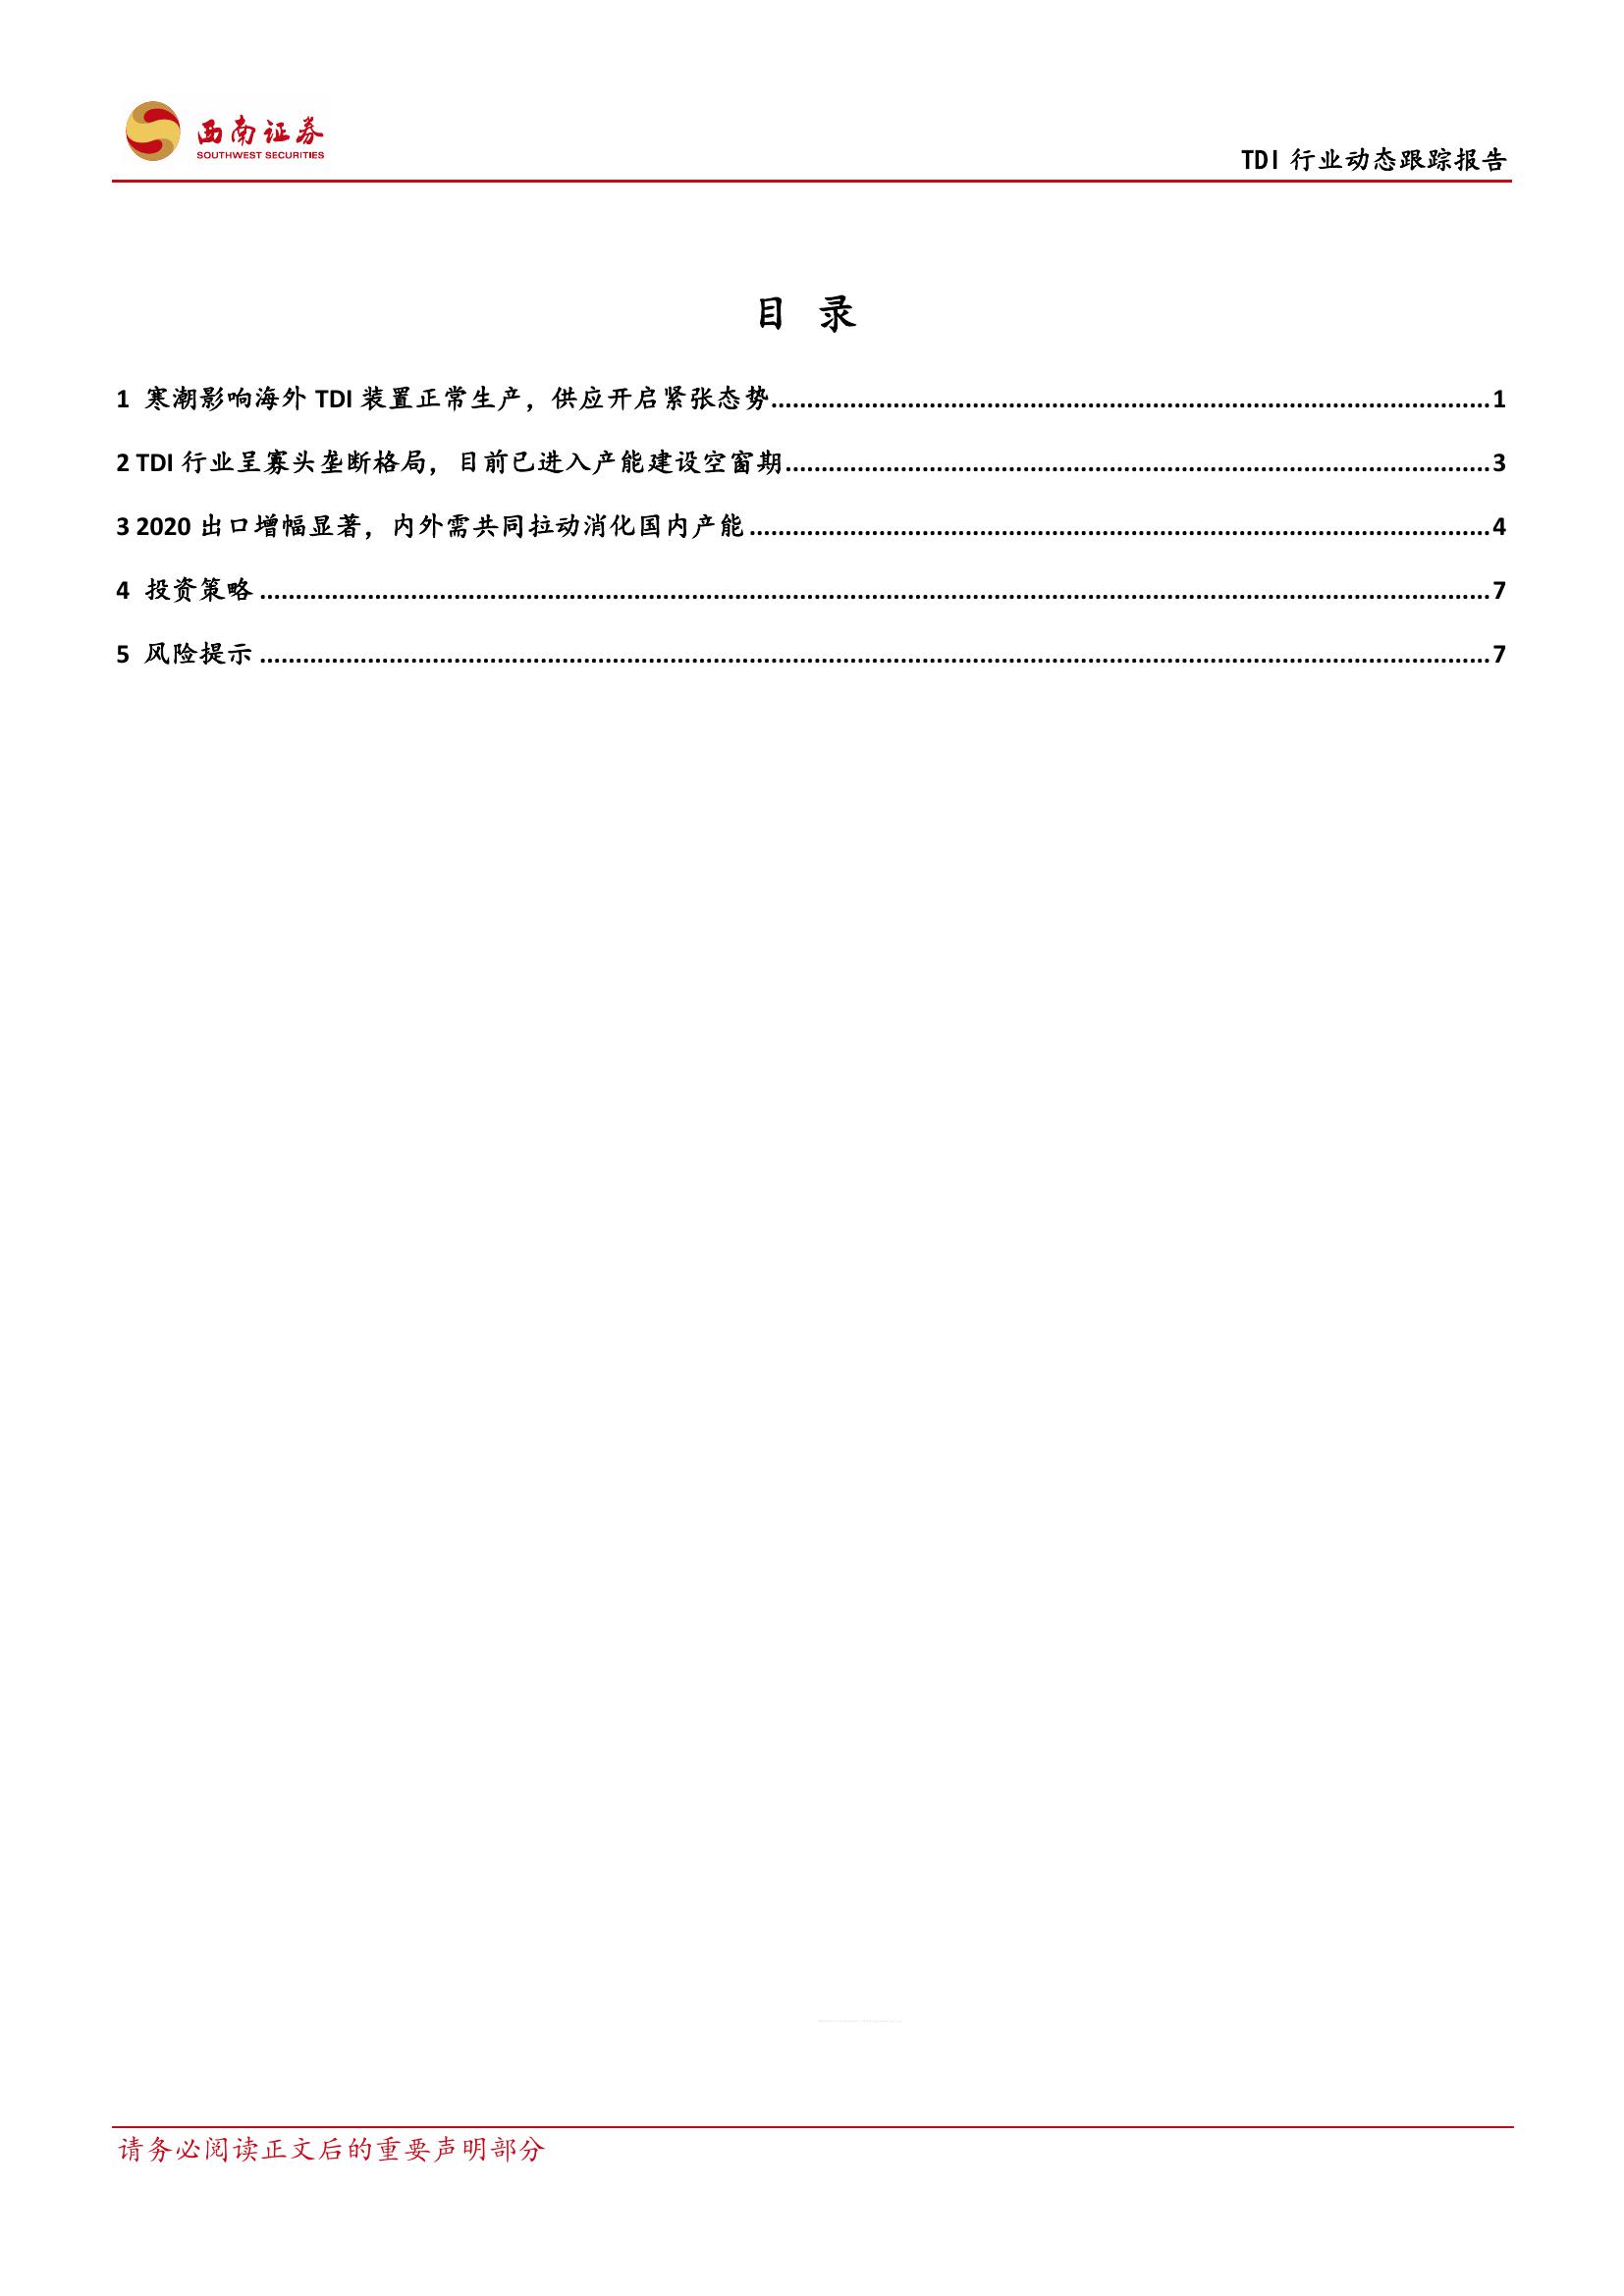 西南证券
SOUTHWEST SECURITIES
TDI 行业动态跟踪报告
目 录
1 寒潮影响海外 TDI 装置正常生产，供应开启紧张态势..........1
2 TDI 行业呈寡头垄断格局，目前已进入产能建设空窗期..........3
3 2020 出口增幅显著，内外需共同拉动消化国内产能..........4
4 投资策略..........7
5 风险提示..........7
请务必阅读正文后的重要声明部分